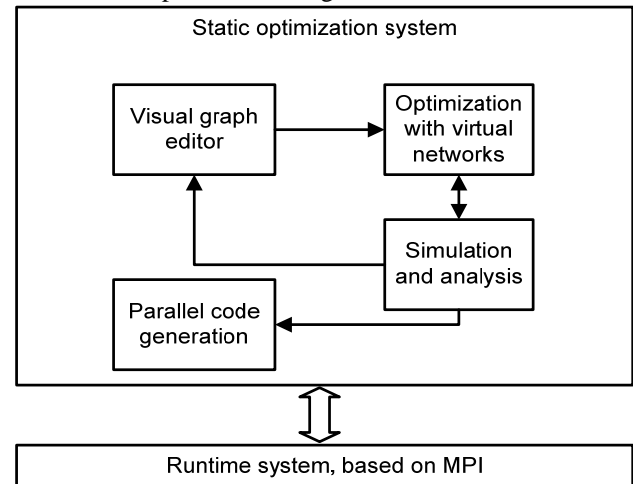 Static optimization system
Visual graph
editor
Optimization
with virtual
networks
Simulation
and analysis
Parallel code
generation
Runtime system, based on MPI